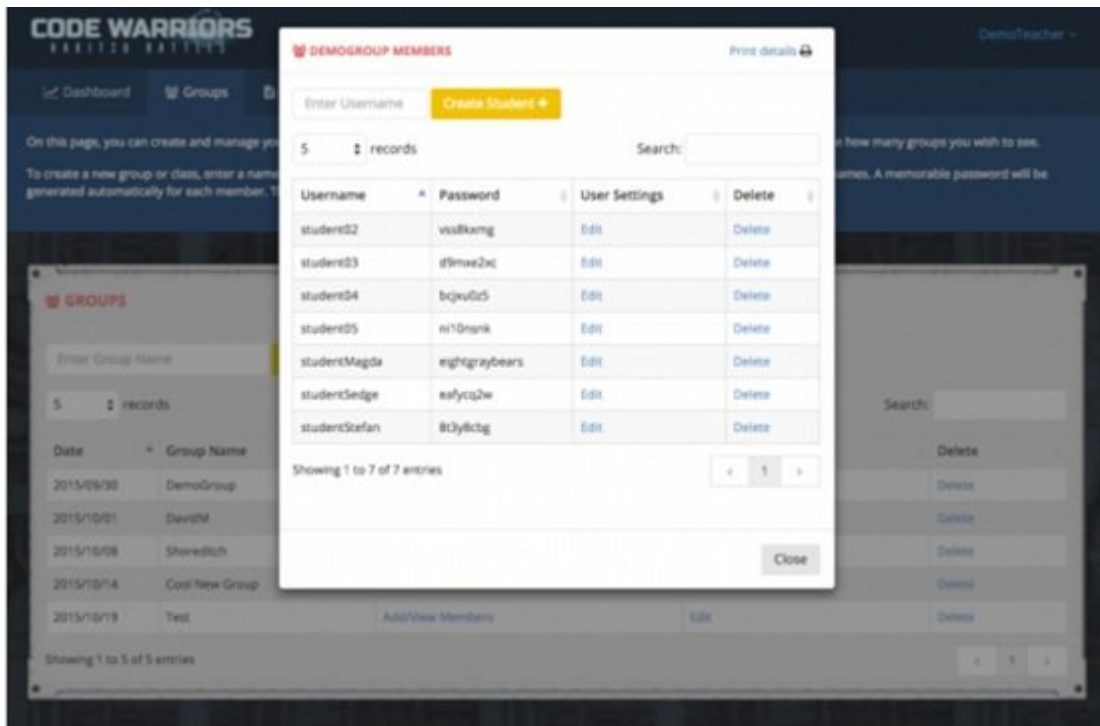 CODE WARRIORS
RABITZU BATTLES
DemoTeacher
Dashboard
Groups
On this page, you can create and manage
how many groups you wish to see.
To create a new group or class, enter a name
names. A memorable password will be
generated automatically for each member.
DEMOGROUP MEMBERS Print details
Enter Username Create Student +
5 records Search:
Username Password User Settings Delete
student02 Edit Delete
student03 d9mxe2xc Edit Delete
student04 bcjxu0z5 Edit Delete
student05 ni10nsnk Edit Delete
studentMagda eightgraybears Edit Delete
studentSedge eafycq2w Edit Delete
studentStefan 8t3y8cbg Edit Delete
Showing 1 to 7 of 7 entries 1
Close
GROUPS
Enter Group Name
5 records Search:
Date Group Name Delete
2015/09/30 DemoGroup Delete
2015/10/01 DavidM Delete
2015/10/08 Shoreditch Delete
2015/10/14 Cool New Group Delete
2015/10/19 Test Add/View Members Edit Delete
Showing 1 to 5 of 5 entries 1